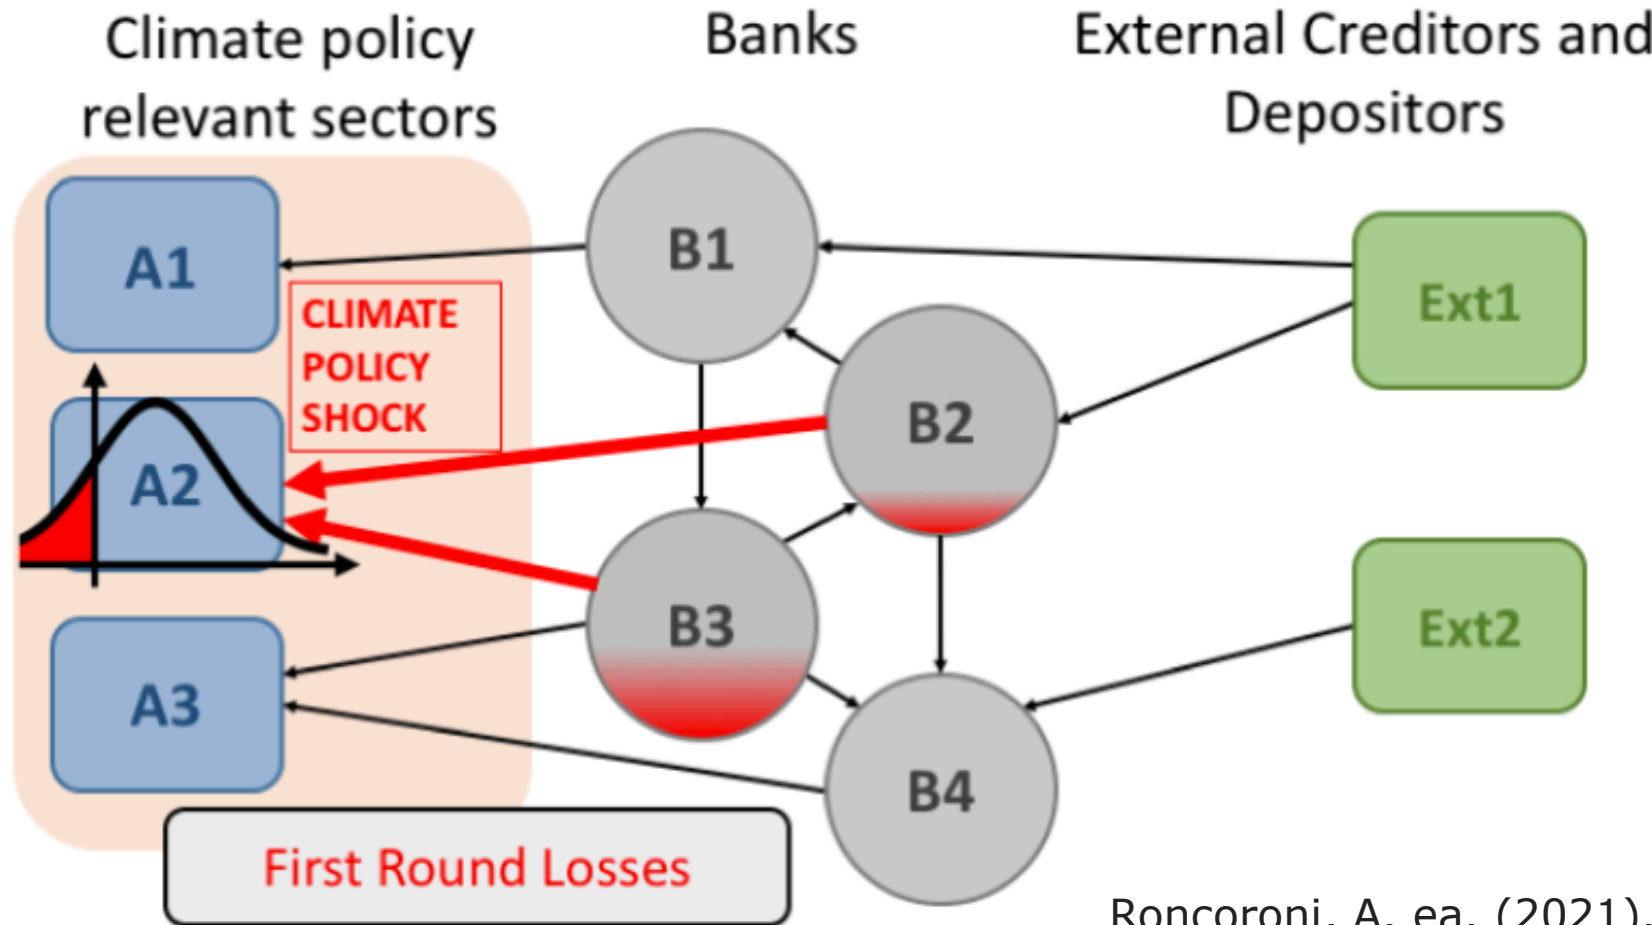 Climate policy
relevant sectors
Banks
External Creditors and
Depositors
A1
CLIMATE
POLICY
SHOCK
A2
A3
B1
B2
B3
B4
Ext1
Ext2
First Round Losses
Roncoroni, A. ea. (2021).